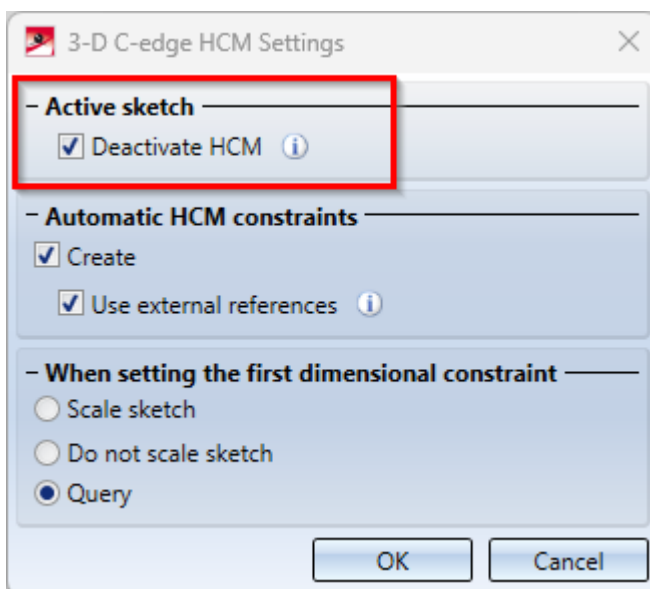 3-D C-edge HCM Settings
Active sketch
Deactivate HCM
Automatic HCM constraints
Create
Use external references
When setting the first dimensional constraint
Scale sketch
Do not scale sketch
Query
OK Cancel